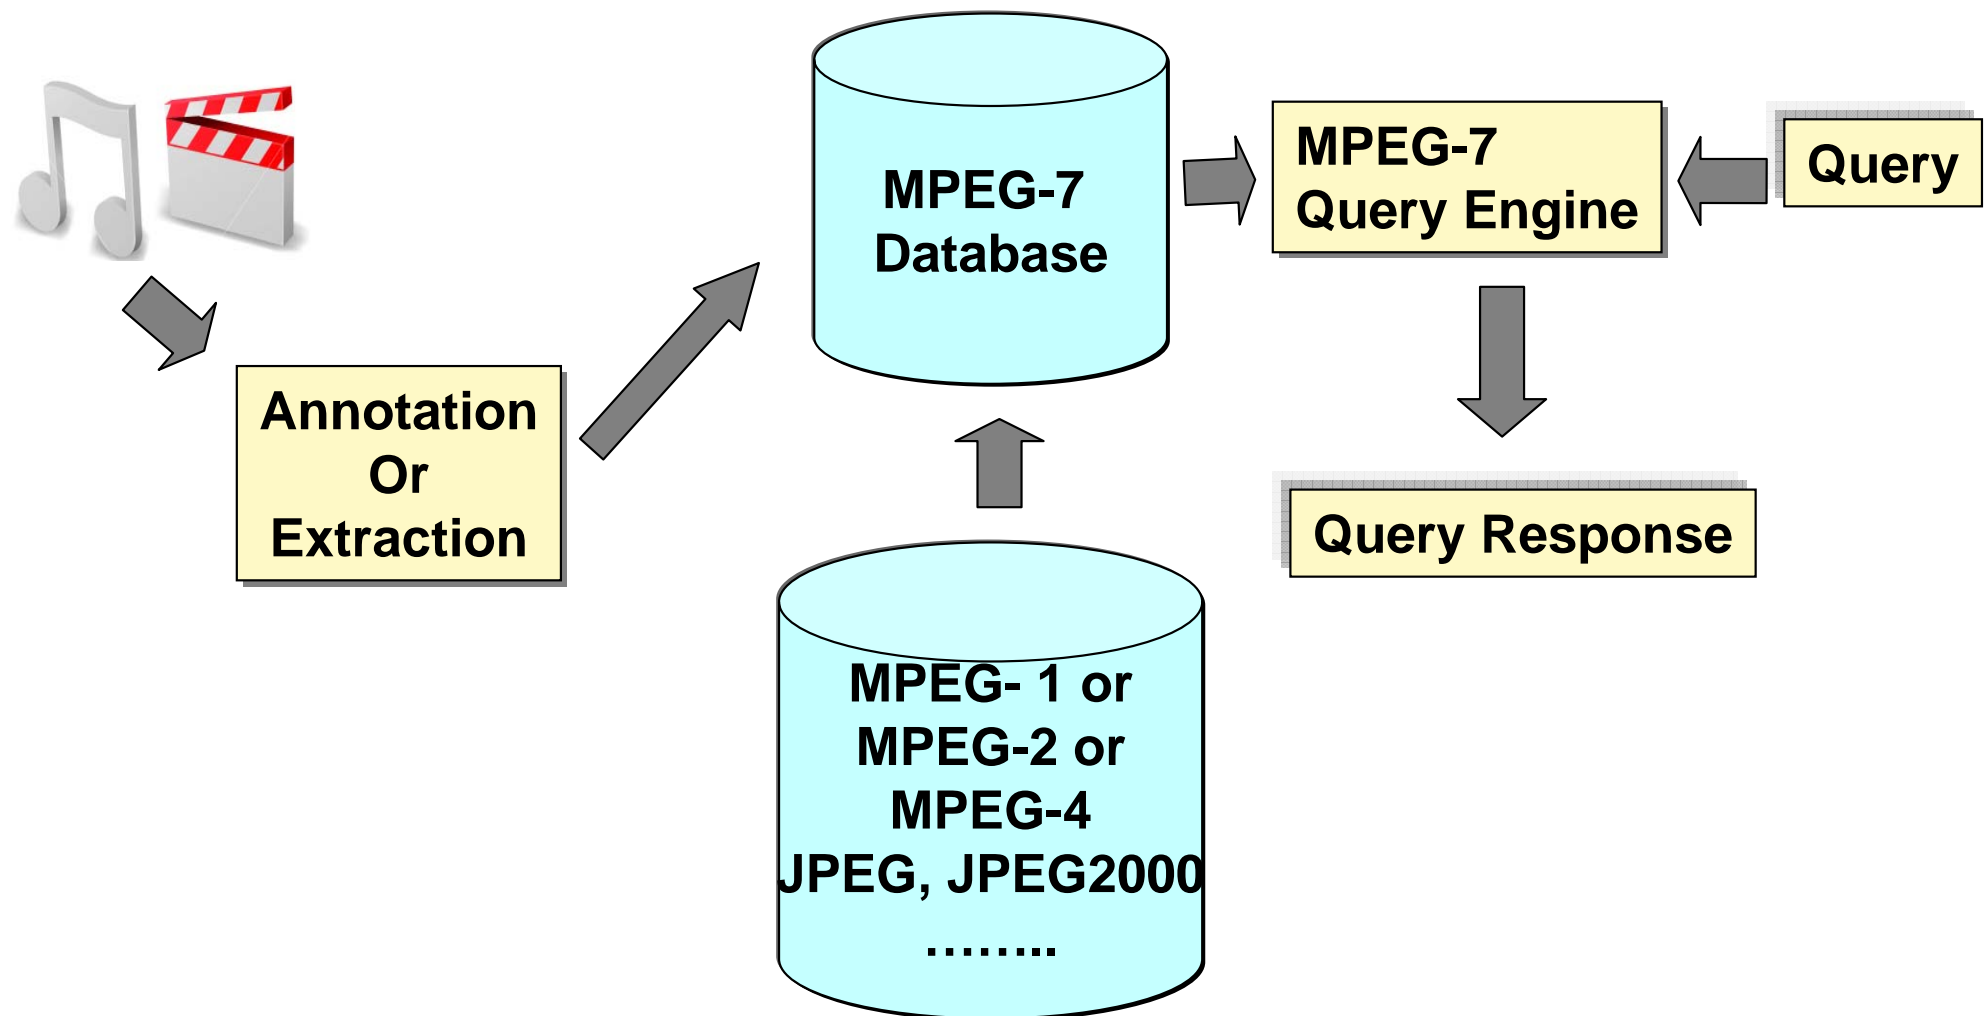 MPEG-7
Database
MPEG-7
Query Engine
Query
Annotation
Or
Extraction
Query Response
MPEG- 1 or
MPEG-2 or
MPEG-4
JPEG, JPEG2000
……..